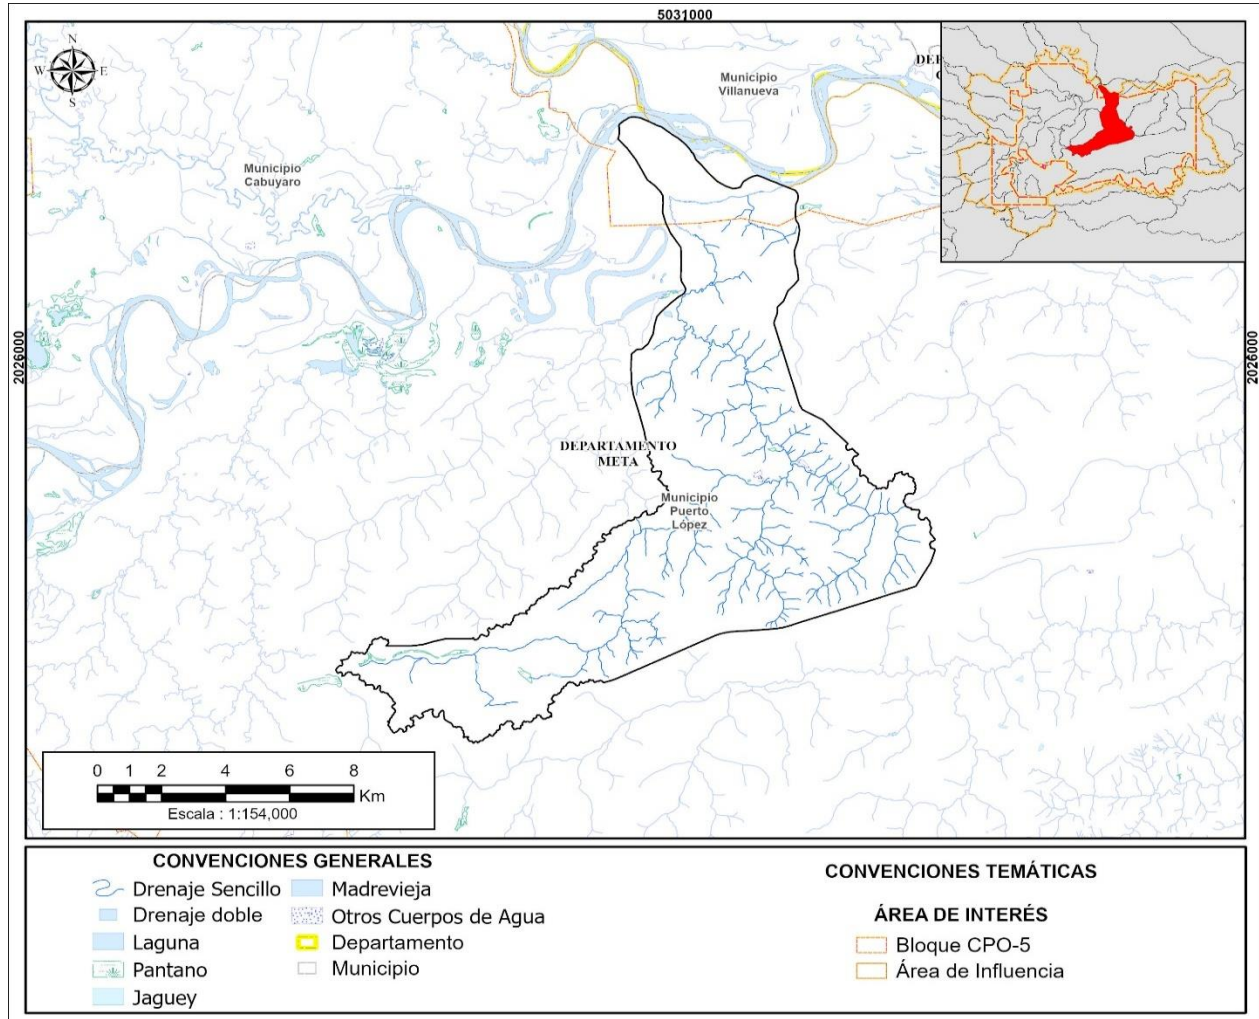 5031000
N
W E
S
Municipio
Villanueva
DEP
Municipio
Cabuyaro
2026000
2026000
DEPARTAMENTO
META
Municipio
Puerto
López
0 1 2 4 6 8
Km
Escala : 1:154,000
CONVENCIONES GENERALES
Drenaje Sencillo
Drenaje doble
Laguna
Pantano
Jaguey
Madrevieja
Otros Cuerpos de Agua
Departamento
Municipio
CONVENCIONES TEMÁTICAS
ÁREA DE INTERÉS
Bloque CPO-5
Área de Influencia